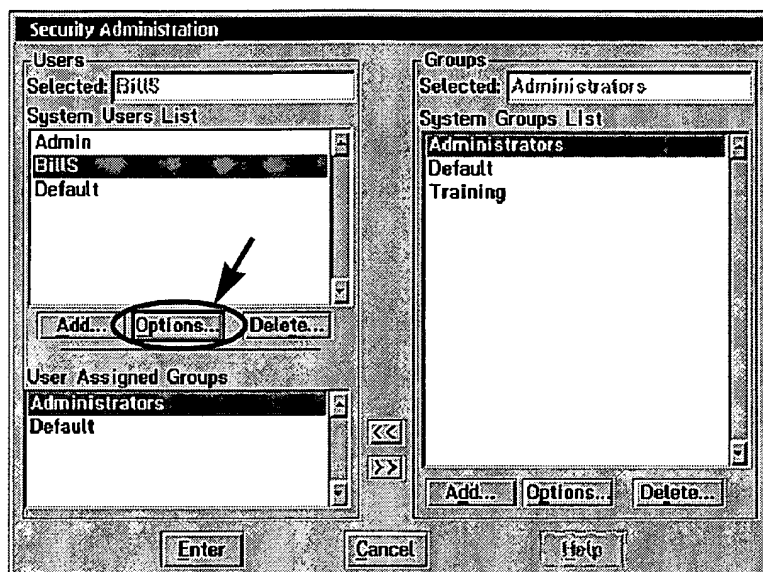 Security Administration
Users
Selected: BillS
System Users List
Admin
BillS
Default
Add... Options... Delete...
User Assigned Groups
Administrators
Default
<<
>>
Groups
Selected: Administrators
System Groups List
Administrators
Default
Training
Add... Options... Delete...
Enter Cancel Help